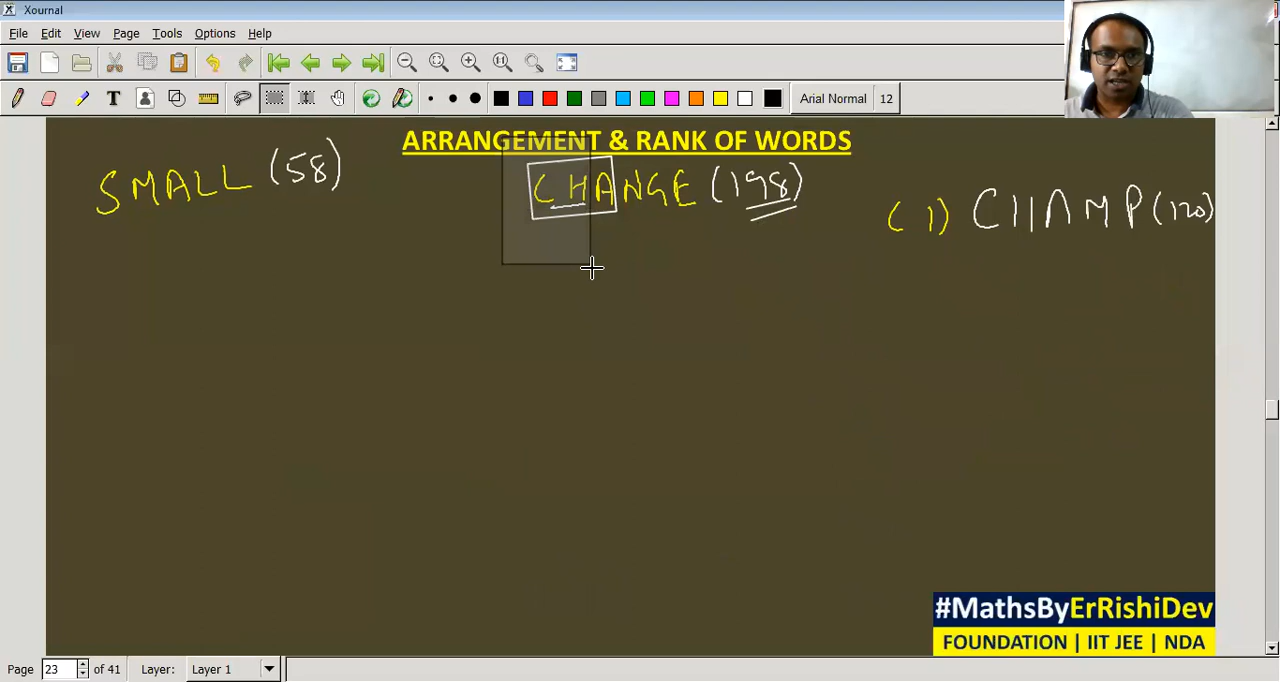 Xournal
File Edit View Page Tools Options Help
Arial Normal 12
ARRANGEMENT & RANK OF WORDS
SMALL (58)
CHANGE (198)
(1) CHAMP (120)
#MathsByErRishiDev
FOUNDATION | IIT JEE | NDA
Page 23 of 41 Layer: Layer 1